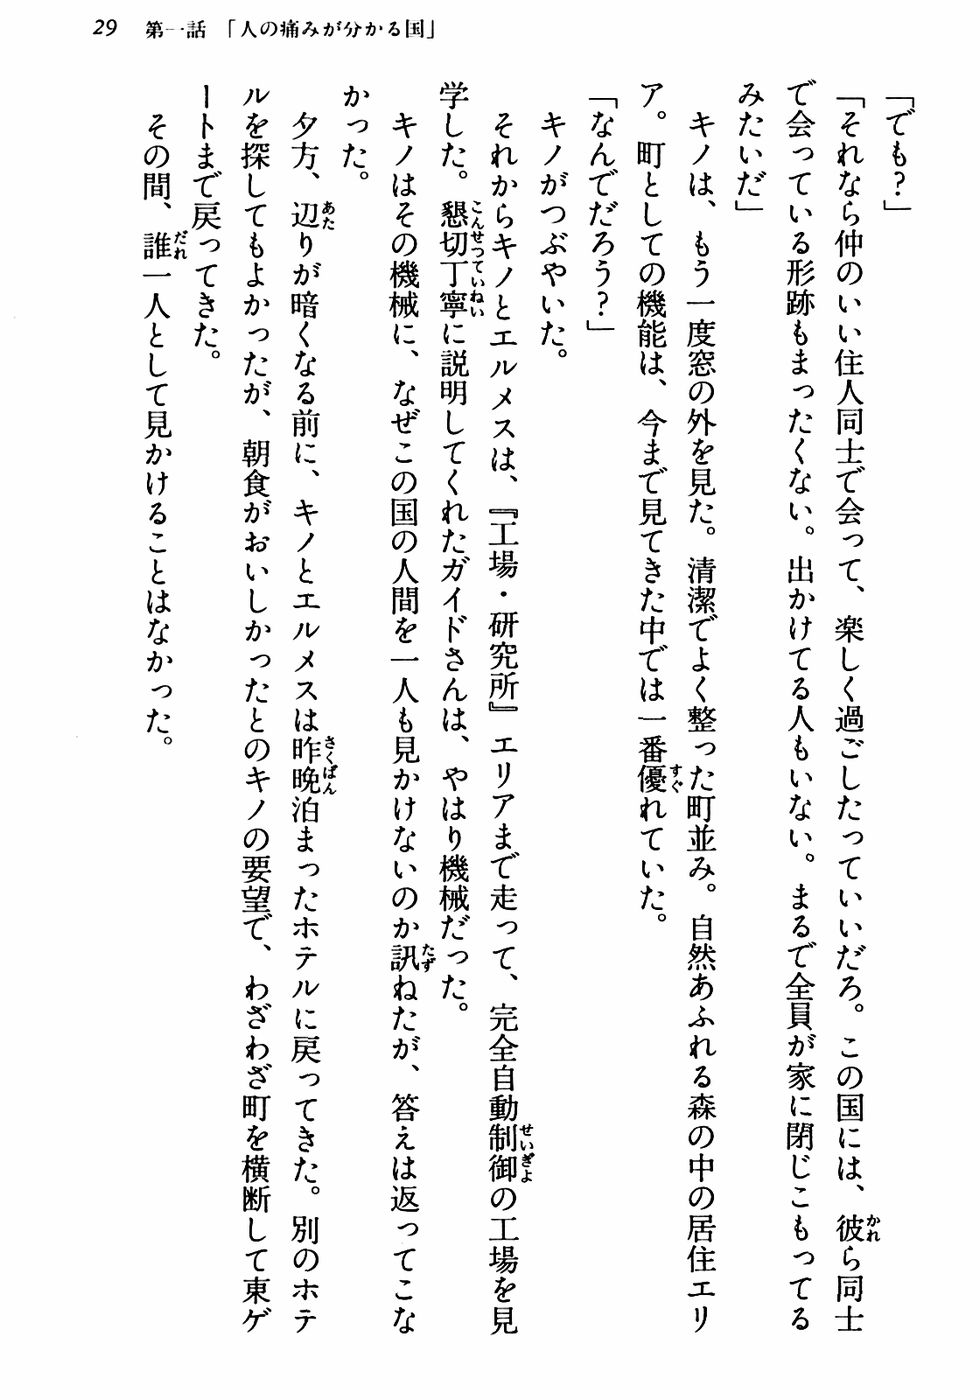 29 第一話 「人の痛みが分かる国」
「でも？」
「それなら仲のいい住人同士で会って、楽しく過ごしたっていいだろ。この国には、彼ら同士
で会っている形跡もまったくない。出かけてる人もいない。まるで全員が家に閉じこもってる
みたいだ」
キノは、もう一度窓の外を見た。清潔でよく整った町並み。自然あふれる森の中の居住エリ
ア。町としての機能は、今まで見てきた中では一番優れていた。
「なんでだろう？」
キノがつぶやいた。
それからキノとエルメスは、『工場・研究所』エリアまで走って、完全自動制御の工場を見
学した。懇切丁寧に説明してくれたガイドさんは、やはり機械だった。
キノはその機械に、なぜこの国の人間を一人も見かけないのか訊ねたが、答えは返ってこな
かった。
夕方、辺りが暗くなる前に、キノとエルメスは昨晩泊まったホテルに戻ってきた。別のホテ
ルを探してもよかったが、朝食がおいしかったとのキノの要望で、わざわざ町を横断して東ゲ
ートまで戻ってきた。
その間、誰一人として見かけることはなかった。